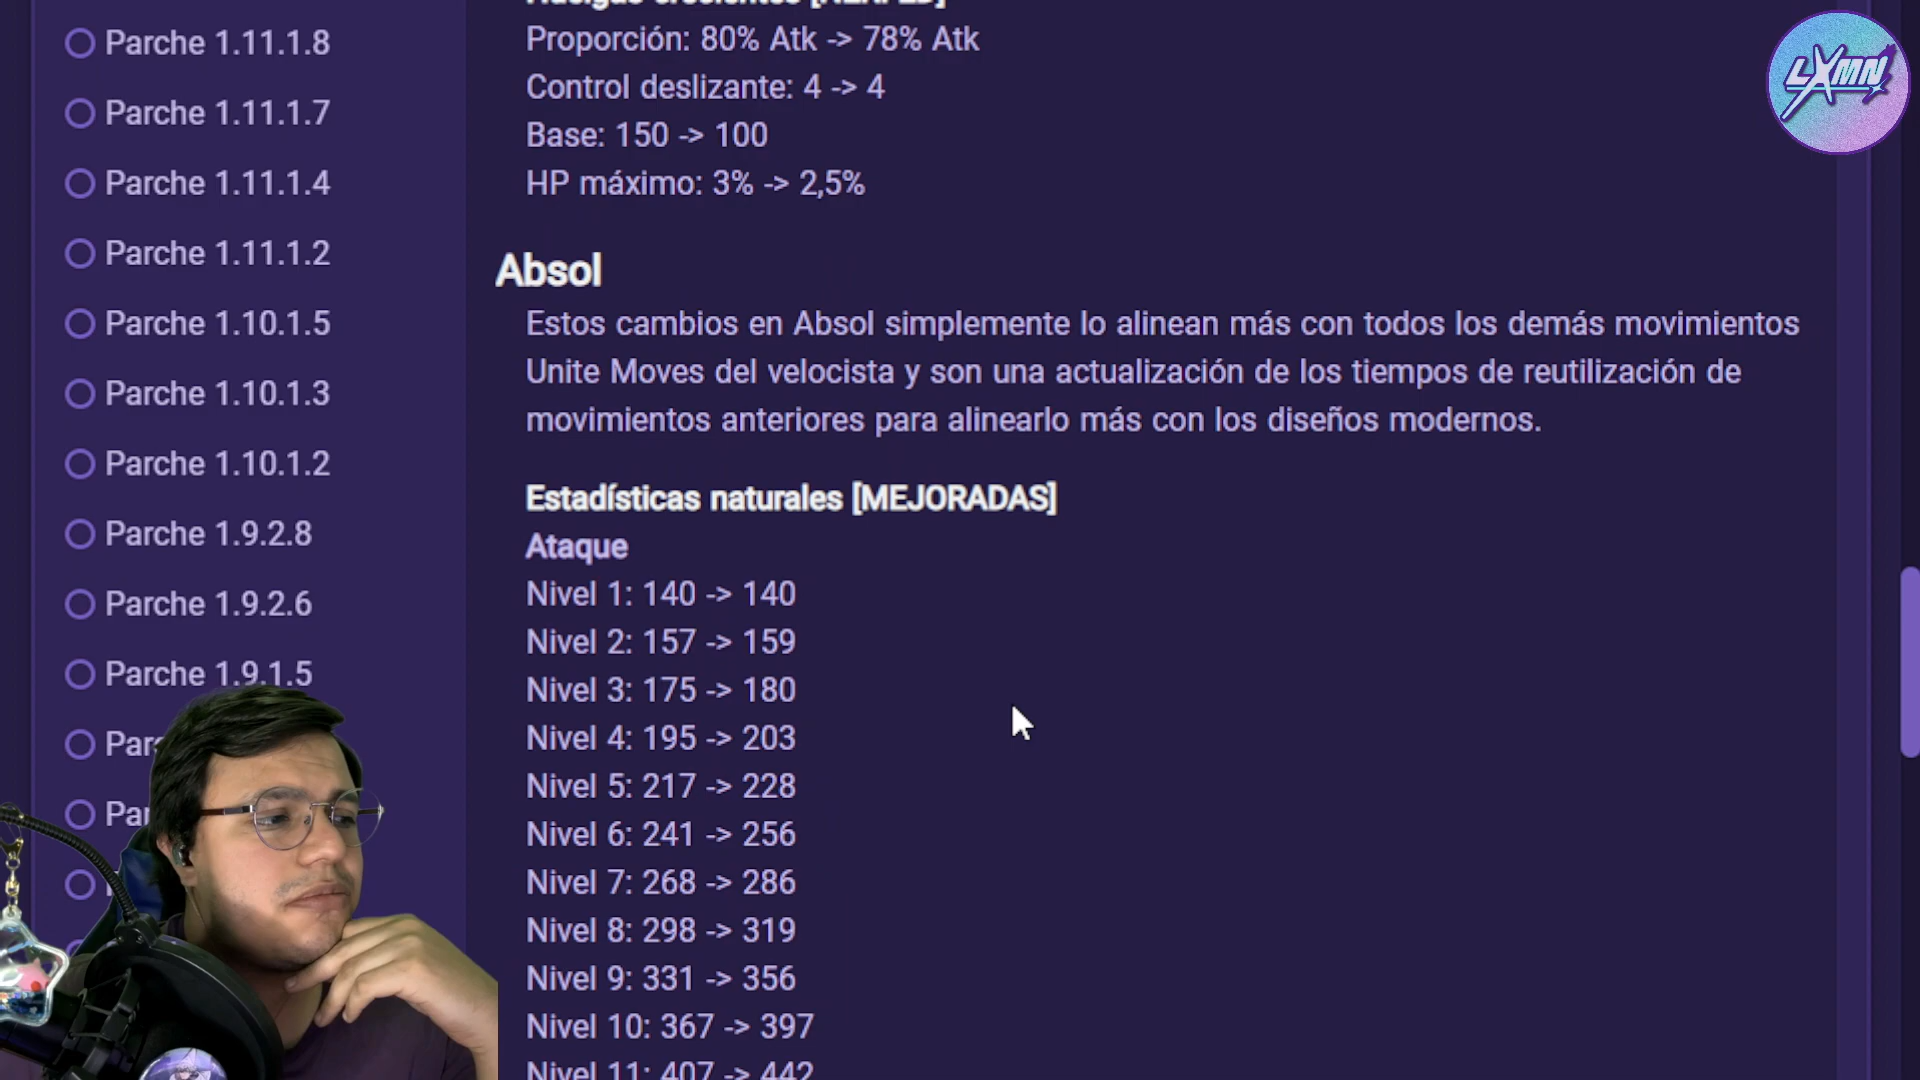 Parche 1.11.1.8
Parche 1.11.1.7
Parche 1.11.1.4
Parche 1.11.1.2
Parche 1.10.1.5
Parche 1.10.1.3
Parche 1.10.1.2
Parche 1.9.2.8
Parche 1.9.2.6
Parche 1.9.1.5
Proporción: 80% Atk -> 78% Atk
Control deslizante: 4 -> 4
Base: 150 -> 100
HP máximo: 3% -> 2,5%
Absol
Estos cambios en Absol simplemente lo alinean más con todos los demás movimientos
Unite Moves del velocista y son una actualización de los tiempos de reutilización de
movimientos anteriores para alinearlo más con los diseños modernos.
Estadísticas naturales [MEJORADAS]
Ataque
Nivel 1: 140 -> 140
Nivel 2: 157 -> 159
Nivel 3: 175 -> 180
Nivel 4: 195 -> 203
Nivel 5: 217 -> 228
Nivel 6: 241 -> 256
Nivel 7: 268 -> 286
Nivel 8: 298 -> 319
Nivel 9: 331 -> 356
Nivel 10: 367 -> 397
Nivel 11: 407 -> 442
LXMN